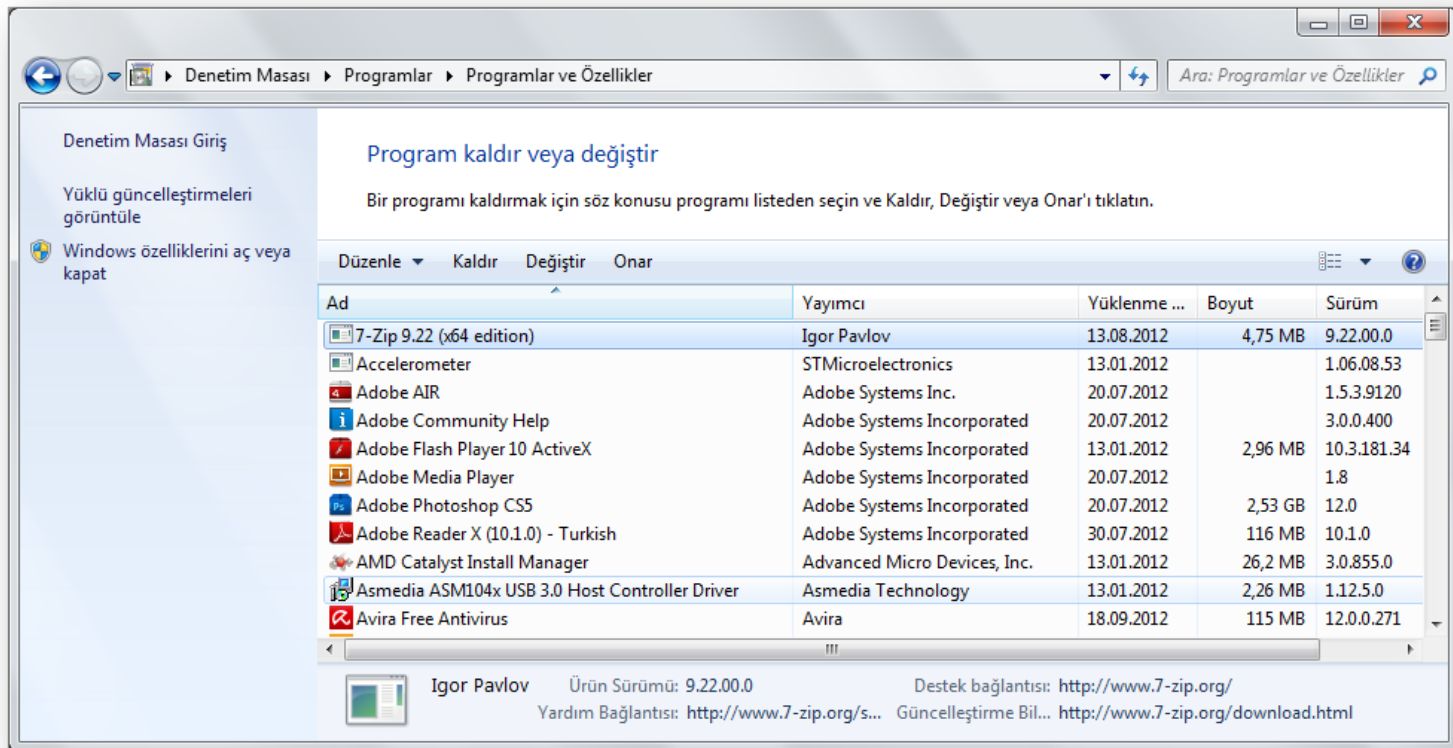 Denetim Masası ▸ Programlar ▸ Programlar ve Özellikler
Ara: Programlar ve Özellikler
Denetim Masası Giriş
Yüklü güncelleştirmeleri
görüntüle
Windows özelliklerini aç veya
kapat
Program kaldır veya değiştir
Bir programı kaldırmak için söz konusu programı listeden seçin ve Kaldır, Değiştir veya Onar'ı tıklatın.
Düzenle Kaldır Değiştir Onar
Ad Yayımcı Yüklenme ... Boyut Sürüm
7-Zip 9.22 (x64 edition) Igor Pavlov 13.08.2012 4,75 MB 9.22.00.0
Accelerometer STMicroelectronics 13.01.2012 1.06.08.53
Adobe AIR Adobe Systems Inc. 20.07.2012 1.5.3.9120
Adobe Community Help Adobe Systems Incorporated 20.07.2012 3.0.0.400
Adobe Flash Player 10 ActiveX Adobe Systems Incorporated 13.01.2012 2,96 MB 10.3.181.34
Adobe Media Player Adobe Systems Incorporated 20.07.2012 1.8
Adobe Photoshop CS5 Adobe Systems Incorporated 20.07.2012 2,53 GB 12.0
Adobe Reader X (10.1.0) - Turkish Adobe Systems Incorporated 30.07.2012 116 MB 10.1.0
AMD Catalyst Install Manager Advanced Micro Devices, Inc. 13.01.2012 26,2 MB 3.0.855.0
Asmedia ASM104x USB 3.0 Host Controller Driver Asmedia Technology 13.01.2012 2,26 MB 1.12.5.0
Avira Free Antivirus Avira 18.09.2012 115 MB 12.0.0.271
Igor Pavlov Ürün Sürümü: 9.22.00.0 Destek bağlantısı: http://www.7-zip.org/
Yardım Bağlantısı: http://www.7-zip.org/s... Güncelleştirme Bil... http://www.7-zip.org/download.html